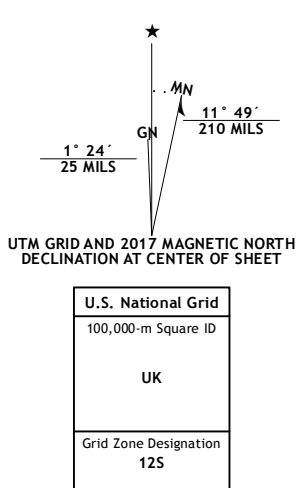 ★
MN
GN
11° 49´
210 MILS
1° 24´
25 MILS
UTM GRID AND 2017 MAGNETIC NORTH
DECLINATION AT CENTER OF SHEET
U.S. National Grid
100,000-m Square ID
UK
Grid Zone Designation
12S